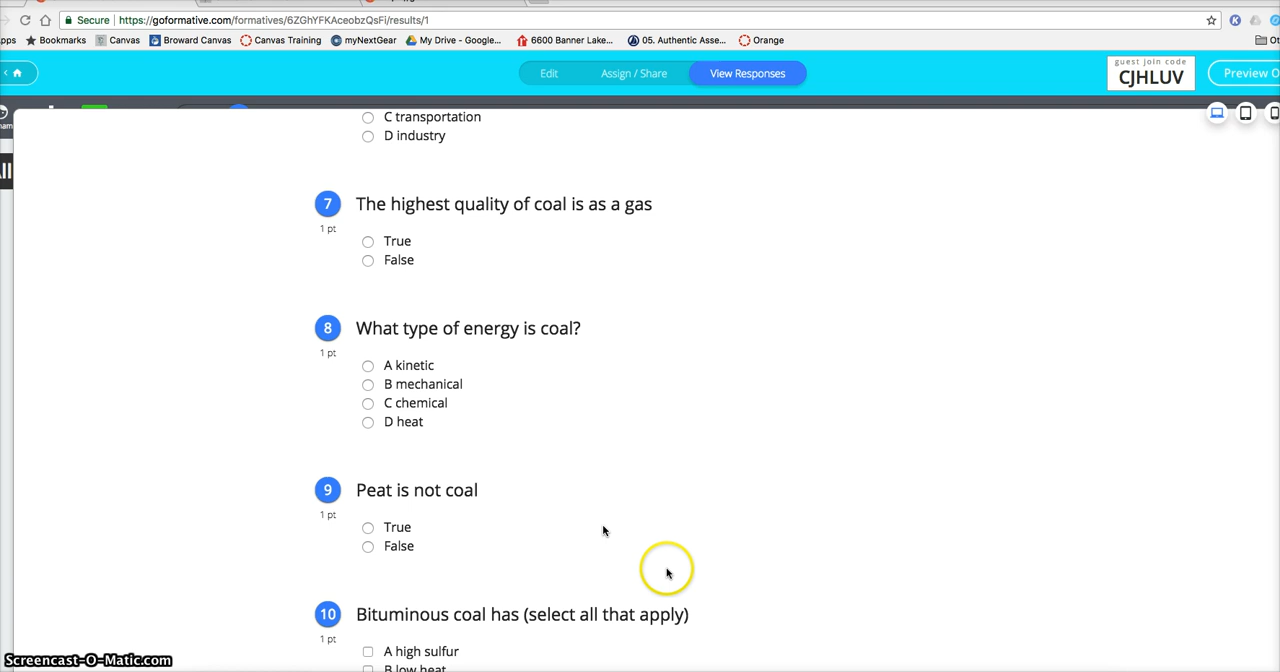 Secure
https://goformative.com/formatives/6ZGhYFKAceobzQsFi/results/1
pps Bookmarks Canvas Broward Canvas Canvas Training myNextGear My Drive - Google... 6600 Banner Lake... 05. Authentic Asse... Orange Ot
Edit Assign / Share View Responses
guest join code
CJHLUV
Preview O
C transportation
D industry
7 The highest quality of coal is as a gas
1 pt
True
False
8 What type of energy is coal?
1 pt
A kinetic
B mechanical
C chemical
D heat
9 Peat is not coal
1 pt
True
False
10 Bituminous coal has (select all that apply)
1 pt
A high sulfur
B low heat
Screencast-O-Matic.com